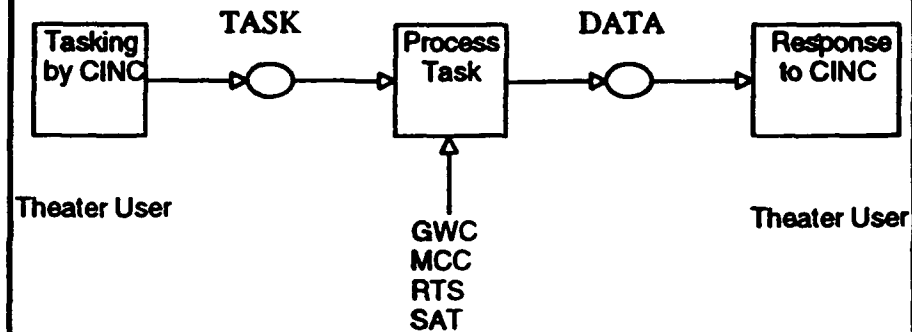 TASK
DATA
Tasking
by CINC
Process
Task
Response
to CINC
Theater User
Theater User
GWC
MCC
RTS
SAT